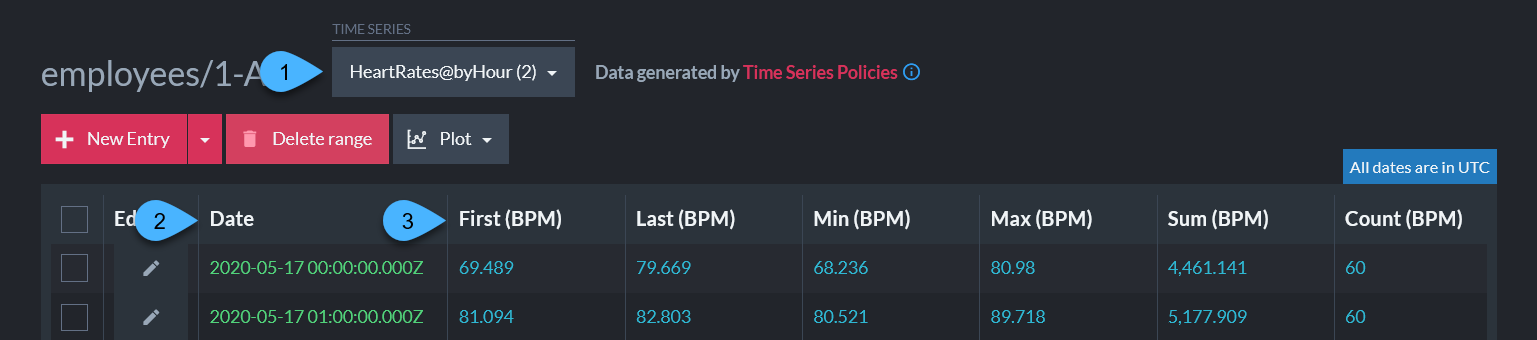 TIME SERIES
employees/1-A
1
HeartRates@byHour (2)
Data generated by Time Series Policies
New Entry
Delete range
Plot
All dates are in UTC
Ed
2
Date
3
First (BPM)
Last (BPM)
Min (BPM)
Max (BPM)
Sum (BPM)
Count (BPM)
2020-05-17 00:00:00.000Z
69.489
79.669
68.236
80.98
4,461.141
60
2020-05-17 01:00:00.000Z
81.094
82.803
80.521
89.718
5,177.909
60